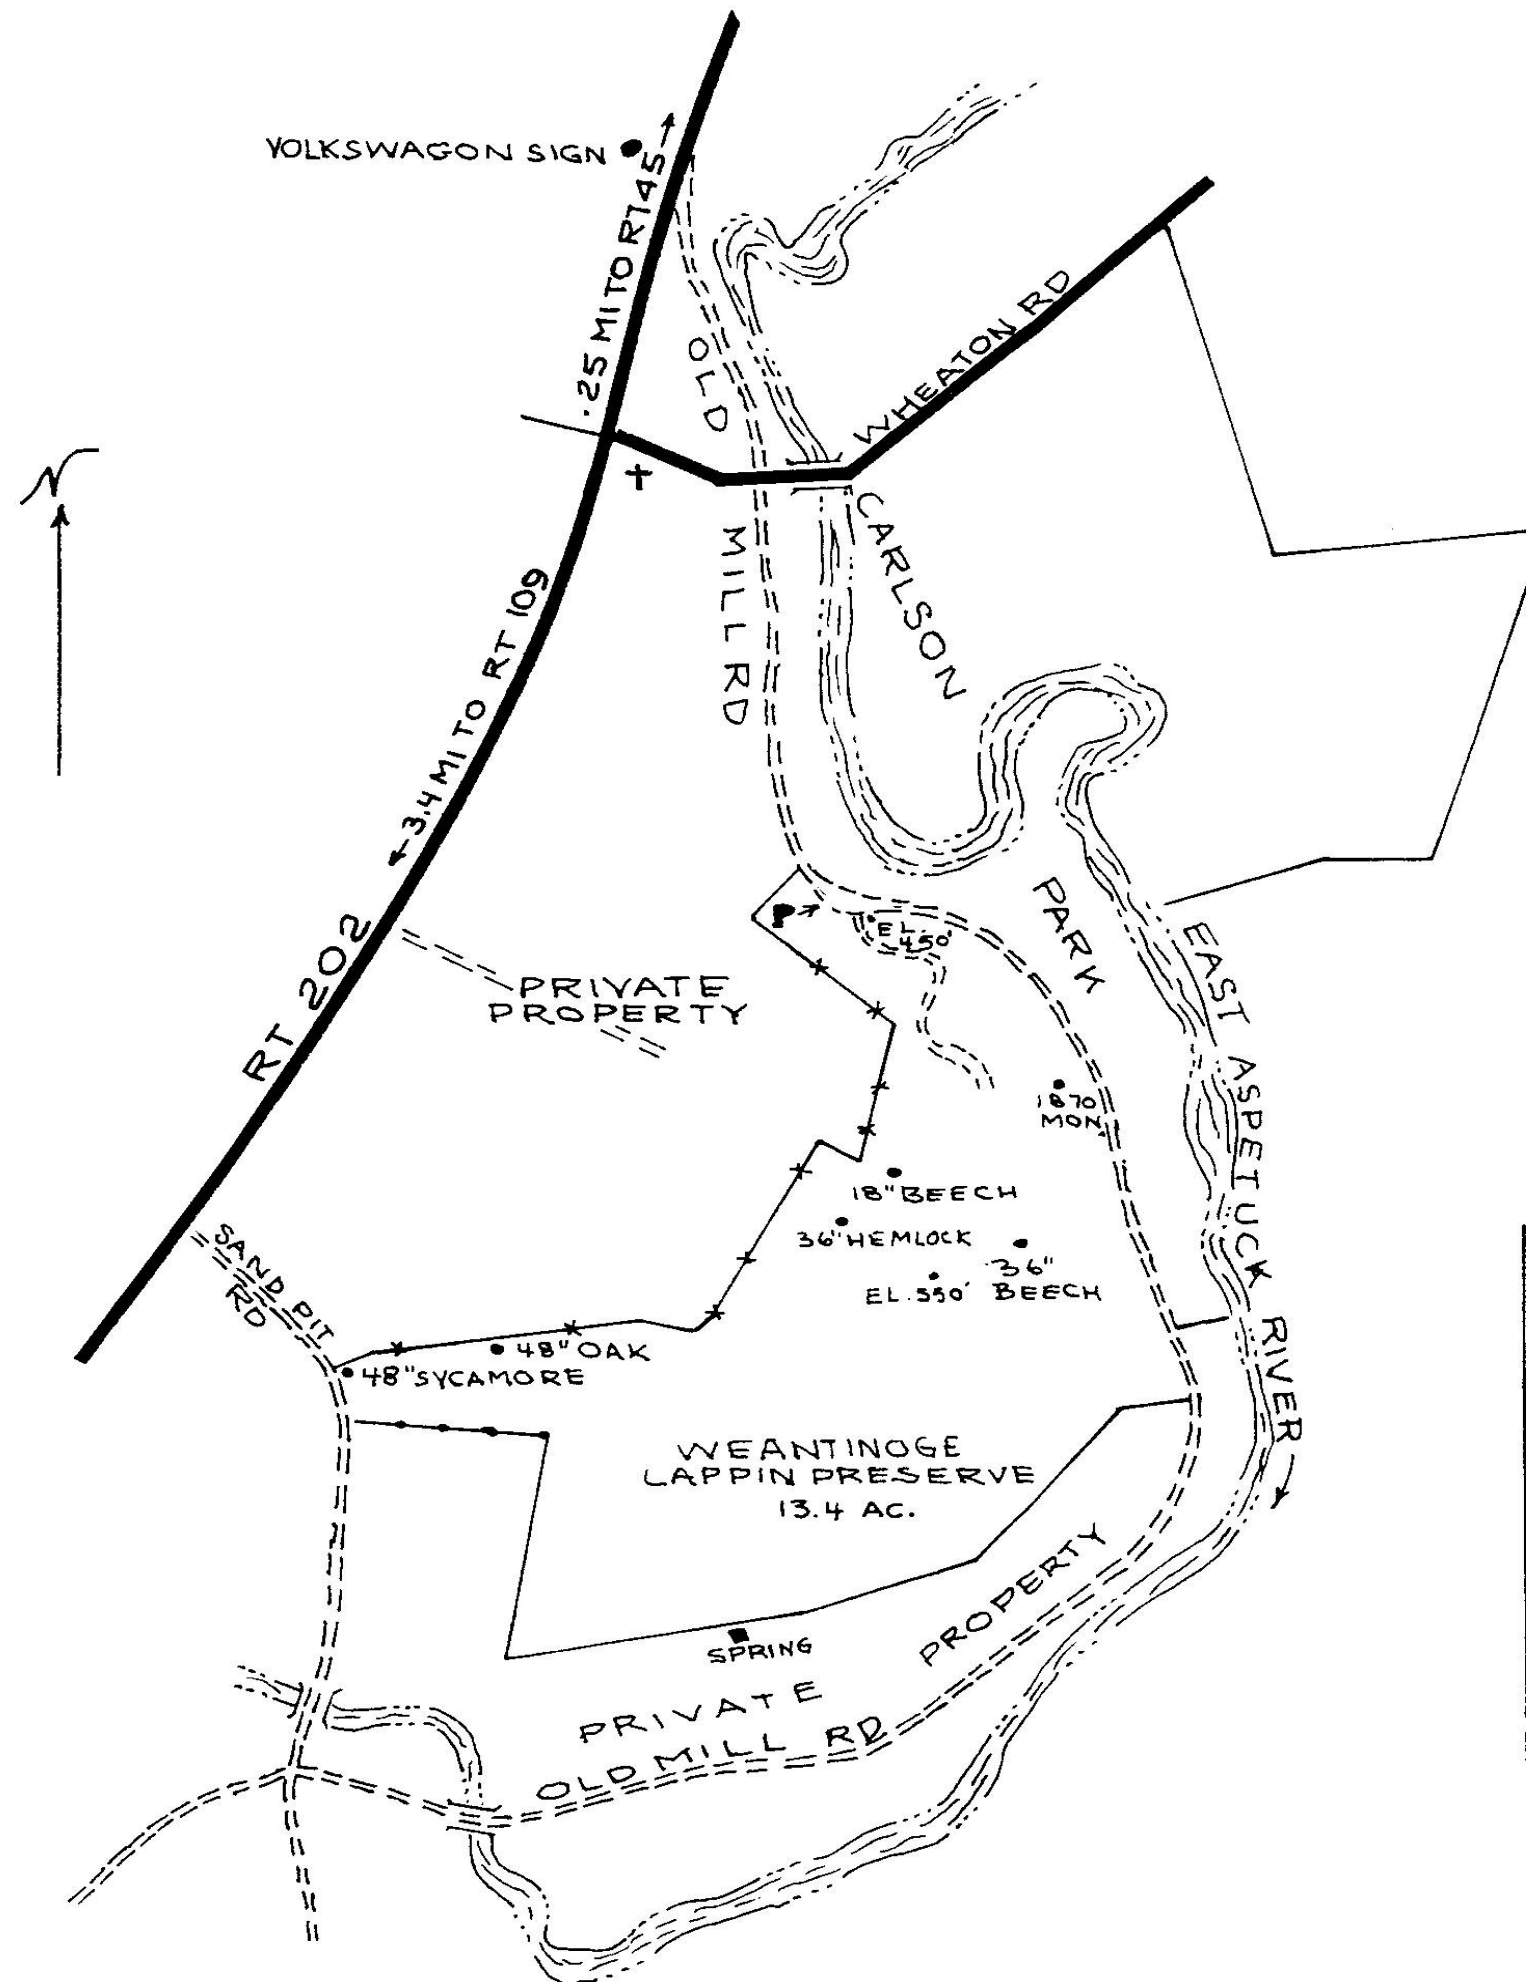 VOLKSWAGON SIGN
.25 MI TO RT 45
OLD
WHEATON RD
N
CARLSON
MILL RD
3.4 MI TO RT 109
PARK
P
EL.
450'
EAST ASPETUCK RIVER
RT 202
PRIVATE
PROPERTY
1870
MON.
18" BEECH
36" HEMLOCK
36"
BEECH
EL. 550'
SAND PIT
RD
48" OAK
48" SYCAMORE
WEANTINOGE
LAPPIN PRESERVE
13.4 AC.
SPRING
PRIVATE PROPERTY
OLD MILL RD